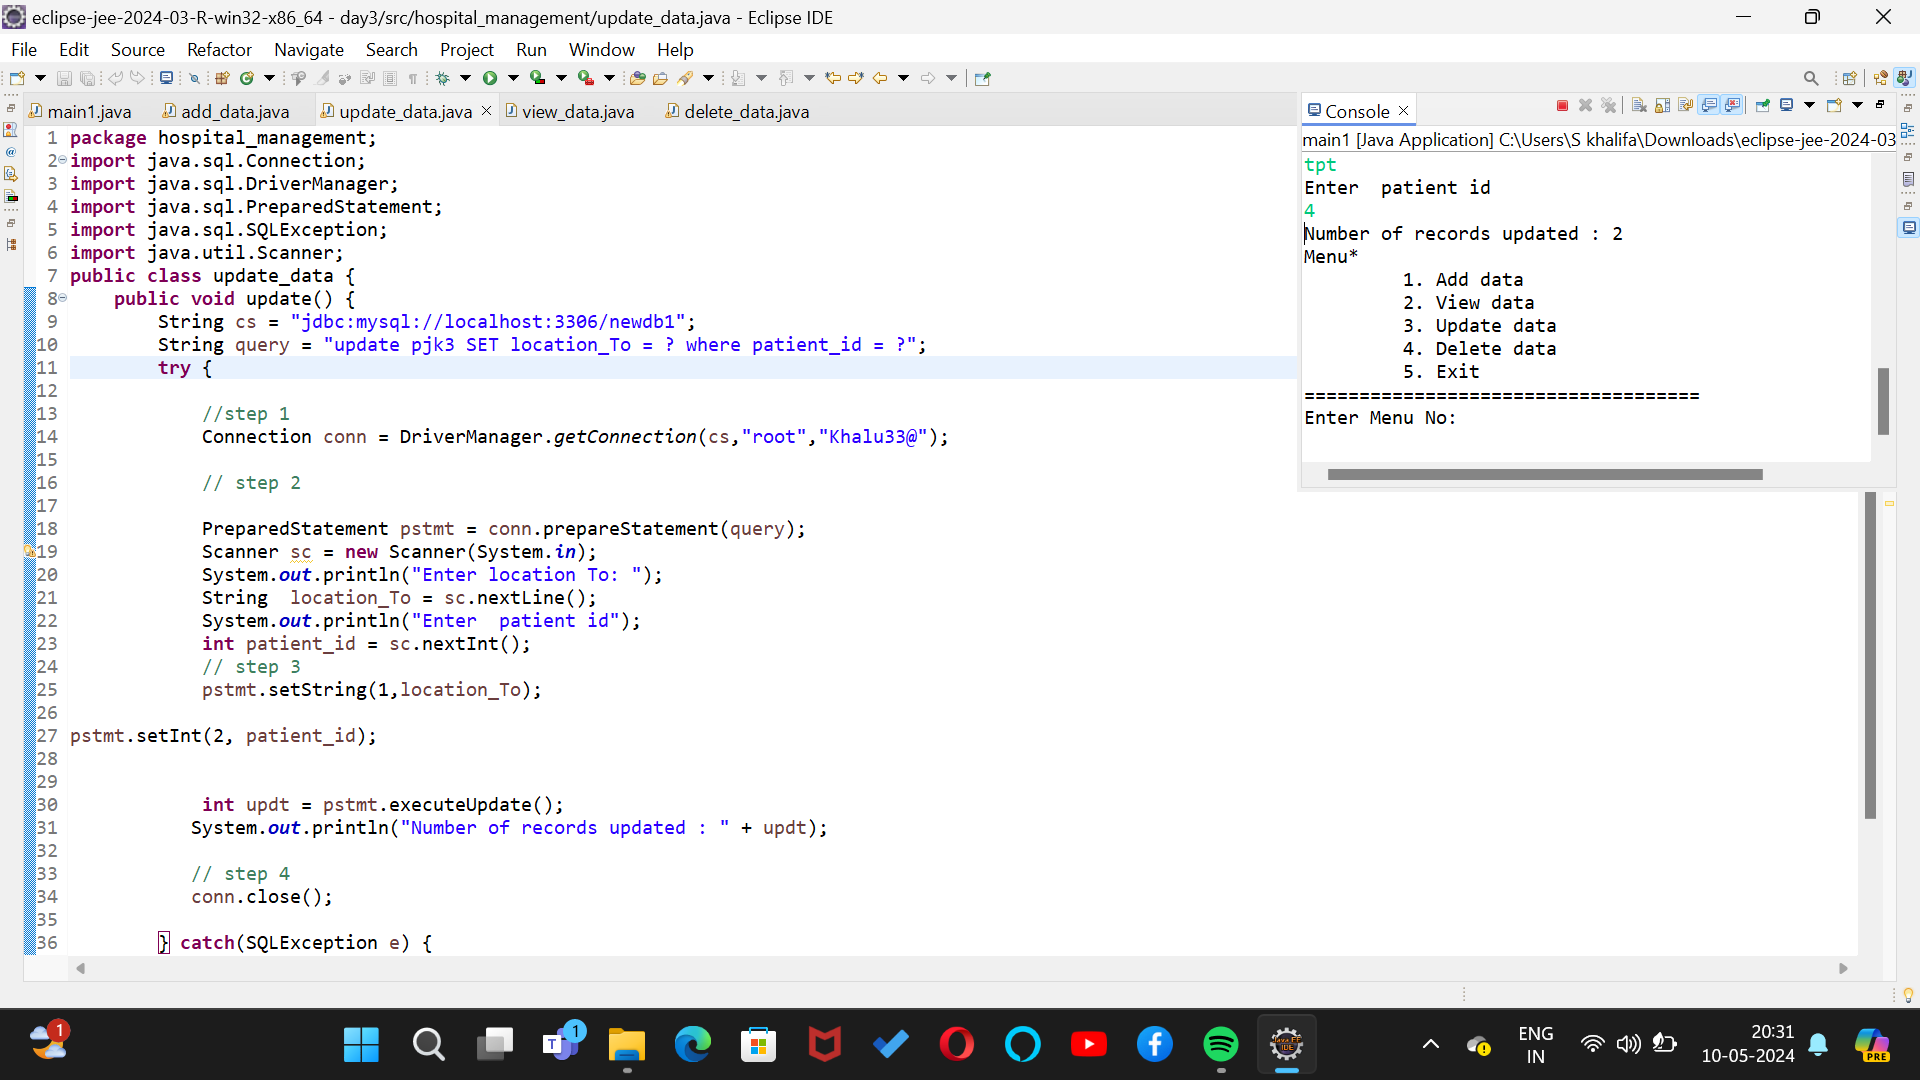 eclipse-jee-2024-03-R-win32-x86_64 - day3/src/hospital_management/update_data.java - Eclipse IDE
File Edit Source Refactor Navigate Search Project Run Window Help
main1.java add_data.java update_data.java view_data.java delete_data.java
1 package hospital_management;
2 import java.sql.Connection;
3 import java.sql.DriverManager;
4 import java.sql.PreparedStatement;
5 import java.sql.SQLException;
6 import java.util.Scanner;
7 public class update_data {
8 public void update() {
9 String cs = "jdbc:mysql://localhost:3306/newdb1";
10 String query = "update pjk3 SET location_To = ? where patient_id = ?";
11 try {
12
13 //step 1
14 Connection conn = DriverManager.getConnection(cs,"root","Khalu33@");
15
16 // step 2
17
18 PreparedStatement pstmt = conn.prepareStatement(query);
19 Scanner sc = new Scanner(System.in);
20 System.out.println("Enter location To: ");
21 String  location_To = sc.nextLine();
22 System.out.println("Enter  patient id");
23 int patient_id = sc.nextInt();
24 // step 3
25 pstmt.setString(1,location_To);
26
27 pstmt.setInt(2, patient_id);
28
29
30 int updt = pstmt.executeUpdate();
31 System.out.println("Number of records updated : " + updt);
32
33 // step 4
34 conn.close();
35
36 } catch(SQLException e) {
Console
main1 [Java Application] C:\Users\S khalifa\Downloads\eclipse-jee-2024-03
tpt
Enter  patient id
4
Number of records updated : 2
Menu*
1. Add data
2. View data
3. Update data
4. Delete data
5. Exit
====================================
Enter Menu No:
1
1
T
Java EE
IDE
ENG
IN
20:31
10-05-2024
PRE